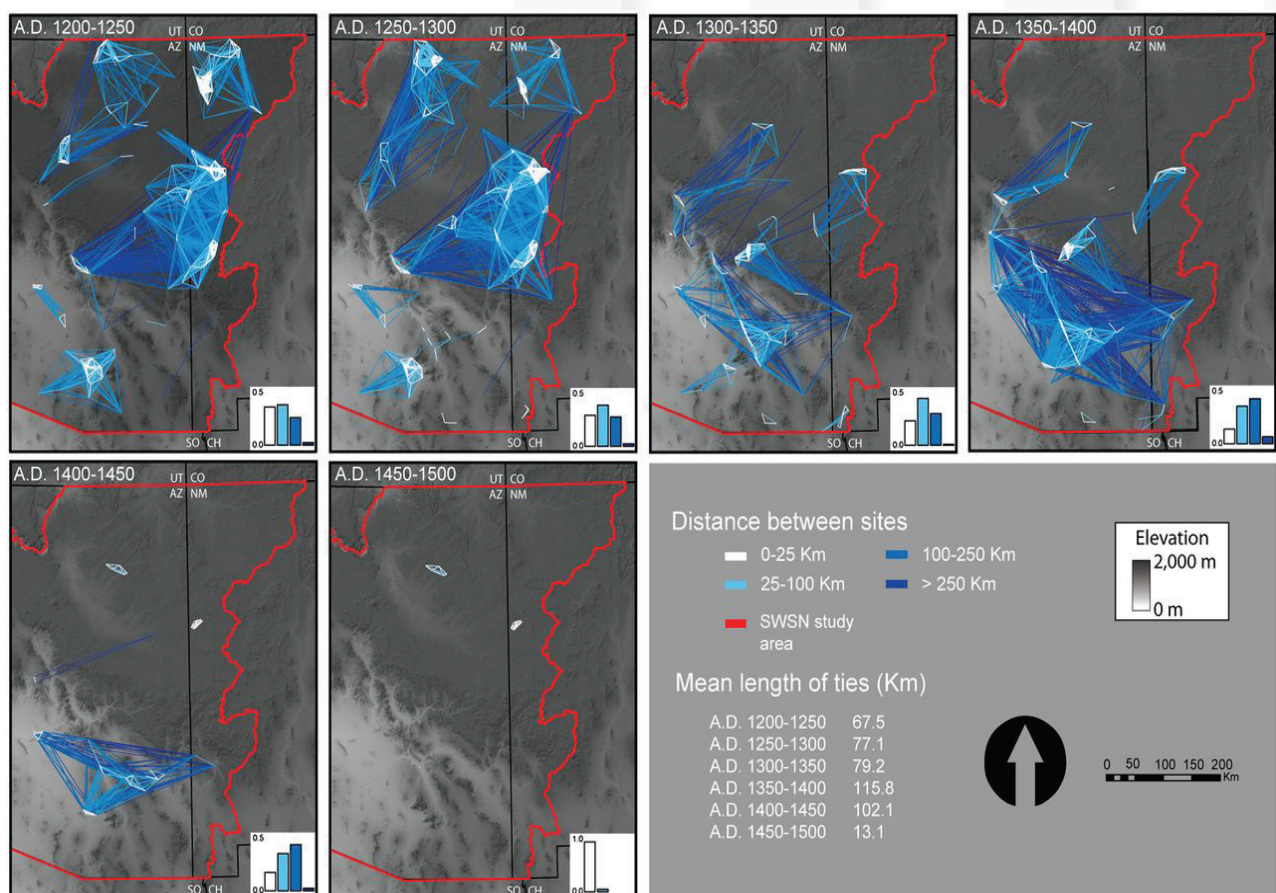 A.D. 1200-1250
UT CO
AZ NM
0.5
0.0
SO CH
A.D. 1250-1300
UT CO
AZ NM
0.5
0.0
SO CH
A.D. 1300-1350
UT CO
AZ NM
0.5
0.0
SO CH
A.D. 1350-1400
UT CO
AZ NM
0.5
0.0
SO CH
A.D. 1400-1450
UT CO
AZ NM
0.5
0.0
SO CH
A.D. 1450-1500
UT CO
AZ NM
1.0
0.0
SO CH
Distance between sites
0-25 Km
100-250 Km
25-100 Km
> 250 Km
SWSN study
area
Elevation
2,000 m
0 m
Mean length of ties (Km)
A.D. 1200-1250 67.5
A.D. 1250-1300 77.1
A.D. 1300-1350 79.2
A.D. 1350-1400 115.8
A.D. 1400-1450 102.1
A.D. 1450-1500 13.1
0 50 100 150 200
Km